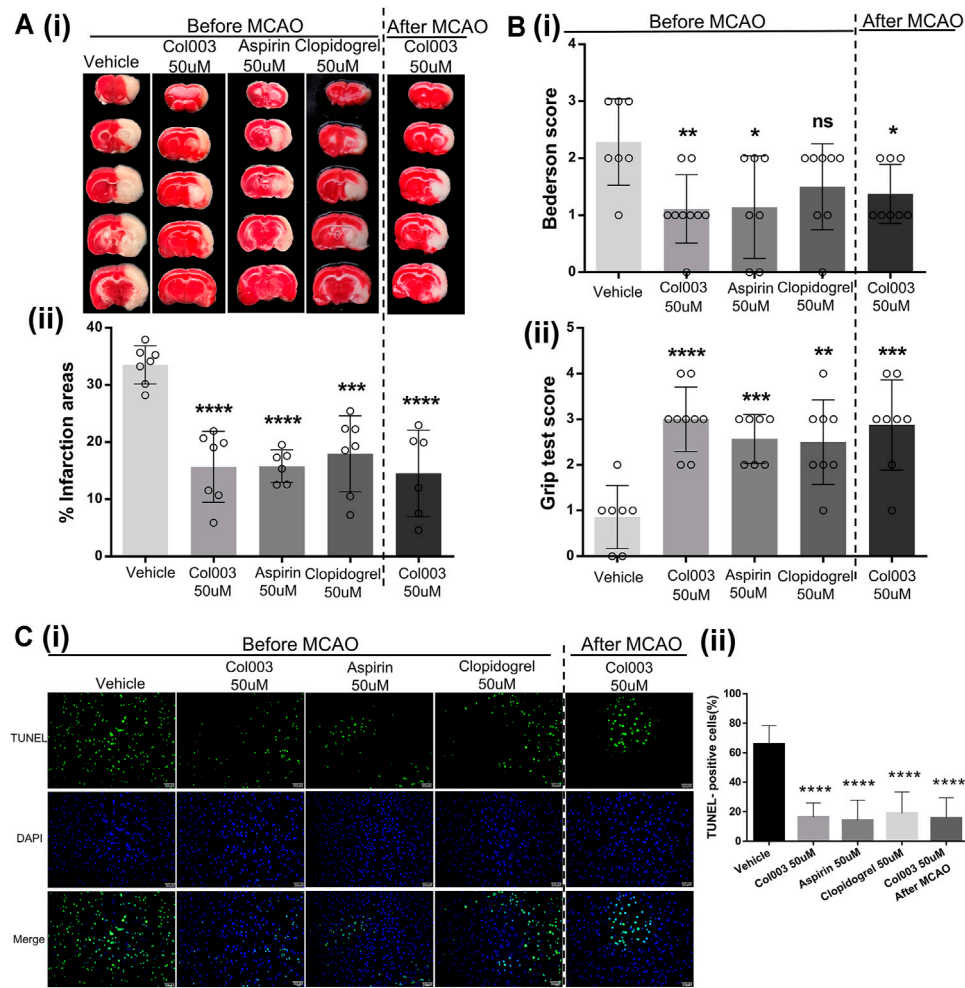 A (i)
Before MCAO
After MCAO
Vehicle
Col003
50uM
Aspirin
50uM
Clopidogrel
50uM
Col003
50uM
(ii)
% Infarction areas
40
30
20
10
0
****
****
***
****
Vehicle
Col003
50uM
Aspirin
50uM
Clopidogrel
50uM
Col003
50uM
B (i)
Before MCAO
After MCAO
Bederson score
4
3
2
1
0
**
*
ns
*
Vehicle
Col003
50uM
Aspirin
50uM
Clopidogrel
50uM
Col003
50uM
(ii)
Grip test score
5
4
3
2
1
0
****
***
**
***
Vehicle
Col003
50uM
Aspirin
50uM
Clopidogrel
50uM
Col003
50uM
C (i)
Before MCAO
After MCAO
Vehicle
Col003
50uM
Aspirin
50uM
Clopidogrel
50uM
Col003
50uM
TUNEL
DAPI
Merge
(ii)
TUNEL- positive cells(%)
100
80
60
40
20
0
****
****
****
****
Vehicle
Col003 50uM
Aspirin 50uM
Clopidogrel 50uM
Col003 50uM
After MCAO